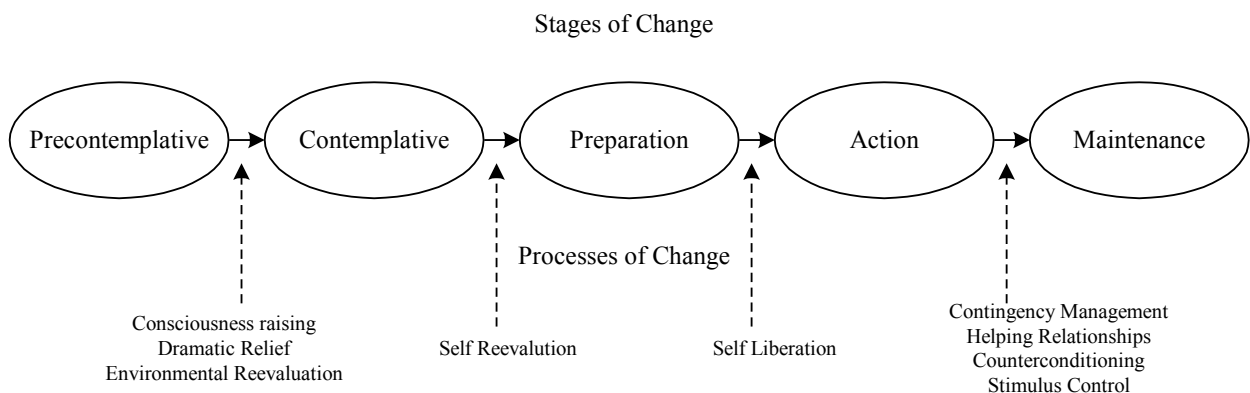 Stages of Change
Precontemplative
Contemplative
Preparation
Action
Maintenance
Processes of Change
Consciousness raising
Dramatic Relief
Environmental Reevaluation
Self Reevalution
Self Liberation
Contingency Management
Helping Relationships
Counterconditioning
Stimulus Control